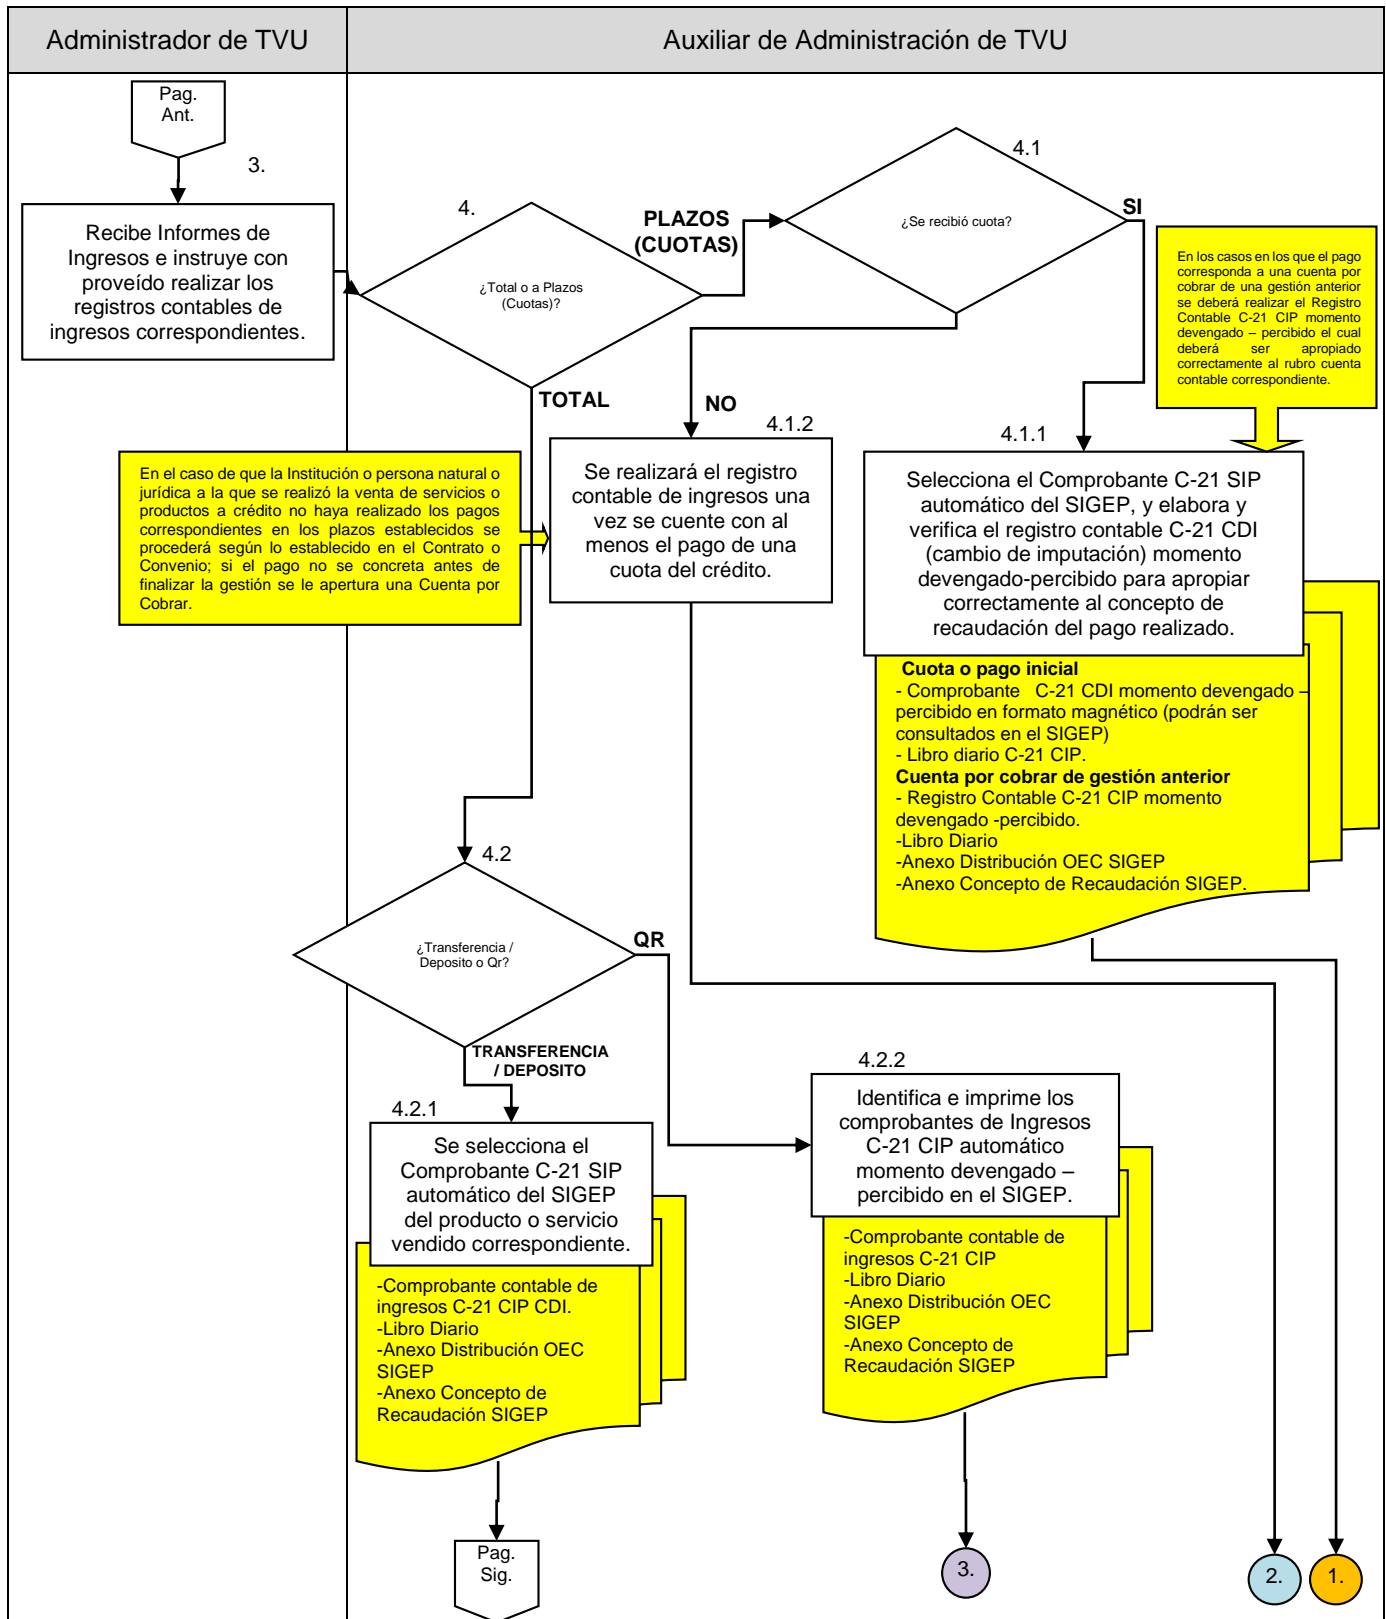 Administrador de TVU
Auxiliar de Administración de TVU
Pag.
Ant.
3.
Recibe Informes de
Ingresos e instruye con
proveído realizar los
registros contables de
ingresos correspondientes.
4.
¿Total o a Plazos
(Cuotas)?
PLAZOS
(CUOTAS)
TOTAL
4.1
¿Se recibió cuota?
SI
NO
En los casos en los que el pago
corresponda a una cuenta por
cobrar de una gestión anterior
se deberá realizar el Registro
Contable C-21 CIP momento
devengado – percibido el cual
deberá ser apropiado
correctamente al rubro cuenta
contable correspondiente.
4.1.2
Se realizará el registro
contable de ingresos una
vez se cuente con al
menos el pago de una
cuota del crédito.
En el caso de que la Institución o persona natural o
jurídica a la que se realizó la venta de servicios o
productos a crédito no haya realizado los pagos
correspondientes en los plazos establecidos se
procederá según lo establecido en el Contrato o
Convenio; si el pago no se concreta antes de
finalizar la gestión se le apertura una Cuenta por
Cobrar.
4.1.1
Selecciona el Comprobante C-21 SIP
automático del SIGEP, y elabora y
verifica el registro contable C-21 CDI
(cambio de imputación) momento
devengado-percibido para apropiar
correctamente al concepto de
recaudación del pago realizado.
Cuota o pago inicial
- Comprobante C-21 CDI momento devengado –
percibido en formato magnético (podrán ser
consultados en el SIGEP)
- Libro diario C-21 CIP.
Cuenta por cobrar de gestión anterior
- Registro Contable C-21 CIP momento
devengado -percibido.
-Libro Diario
-Anexo Distribución OEC SIGEP
-Anexo Concepto de Recaudación SIGEP.
4.2
¿Transferencia /
Deposito o Qr?
QR
TRANSFERENCIA
/ DEPOSITO
4.2.1
Se selecciona el
Comprobante C-21 SIP
automático del SIGEP
del producto o servicio
vendido correspondiente.
-Comprobante contable de
ingresos C-21 CIP CDI.
-Libro Diario
-Anexo Distribución OEC
SIGEP
-Anexo Concepto de
Recaudación SIGEP
4.2.2
Identifica e imprime los
comprobantes de Ingresos
C-21 CIP automático
momento devengado –
percibido en el SIGEP.
-Comprobante contable de
ingresos C-21 CIP
-Libro Diario
-Anexo Distribución OEC
SIGEP
-Anexo Concepto de
Recaudación SIGEP
Pag.
Sig.
3.
2.
1.